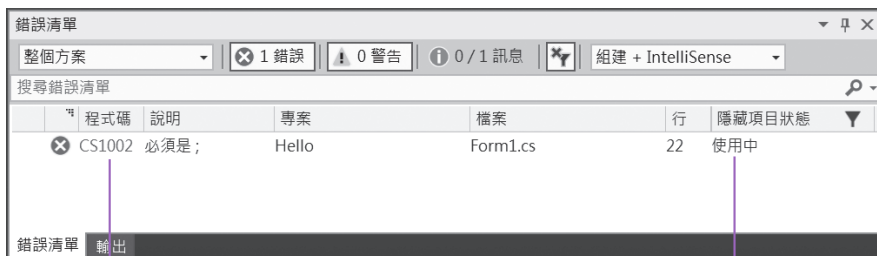 錯誤清單
整個方案 1 錯誤 0 警告 0 / 1 訊息 組建 + IntelliSense
搜尋錯誤清單
程式碼 說明 專案 檔案 行 隱藏項目狀態
CS1002 必須是 ; Hello Form1.cs 22 使用中
錯誤清單 輸出